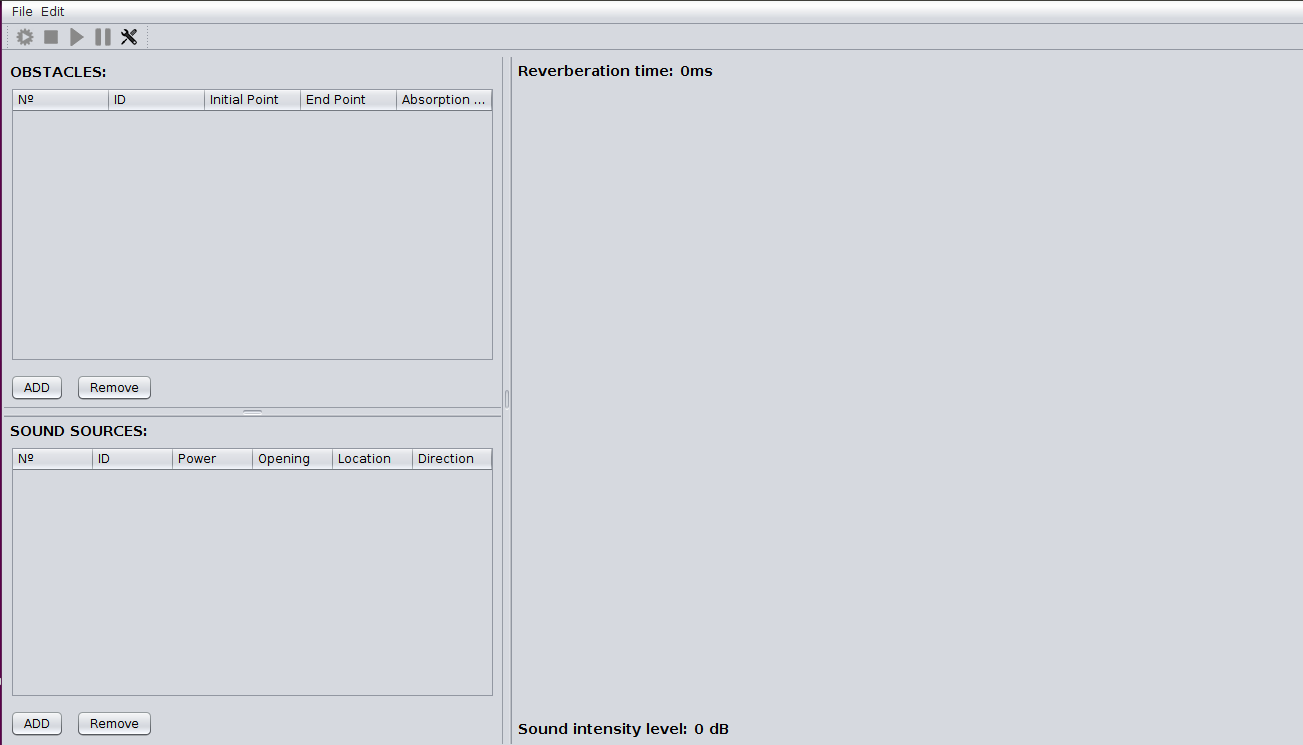 File Edit
OBSTACLES:
Nº ID Initial Point End Point Absorption ...
ADD Remove
SOUND SOURCES:
Nº ID Power Opening Location Direction
ADD Remove
Reverberation time: 0ms
Sound intensity level: 0 dB